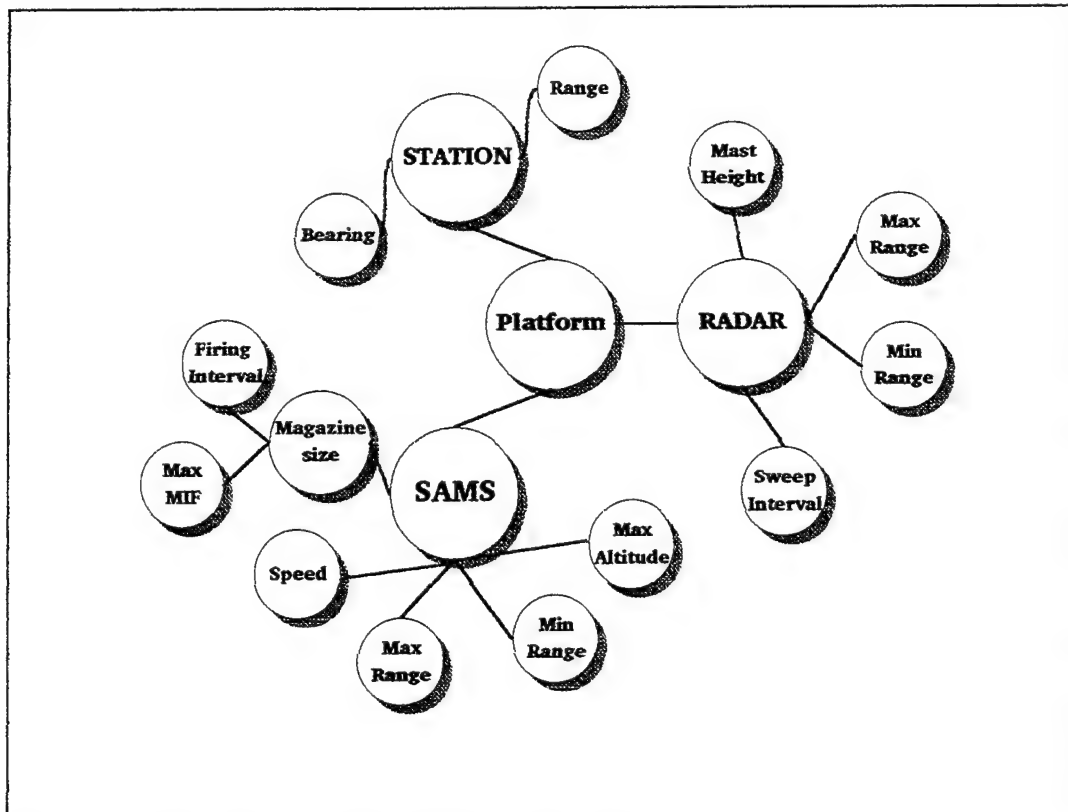 Range
STATION
Mast
Height
Bearing
Max
Range
Platform
RADAR
Firing
Interval
Min
Range
Magazine
size
Max
MIF
SAMS
Sweep
Interval
Max
Altitude
Speed
Min
Range
Max
Range